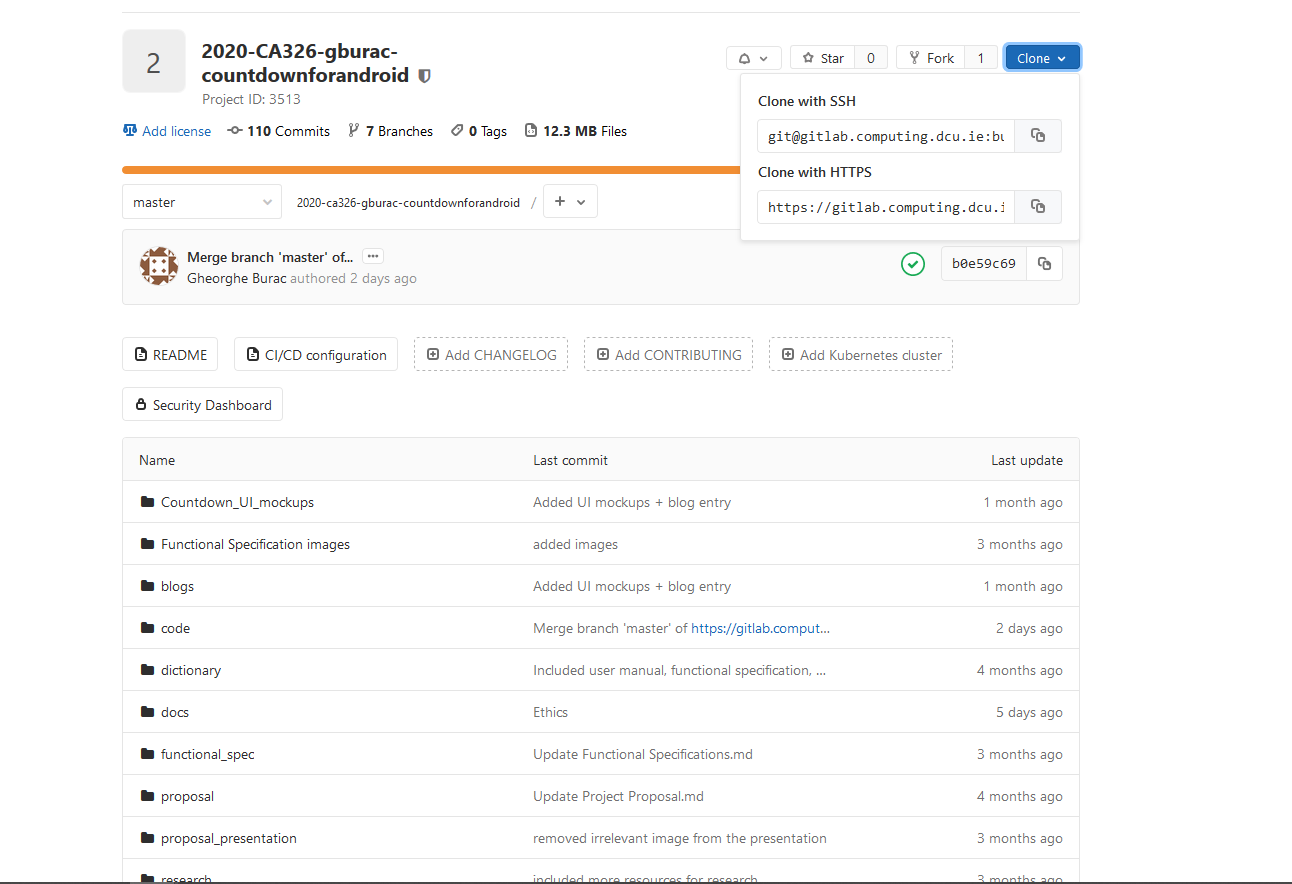 2
2020-CA326-gburac-
countdownforandroid
Project ID: 3513
Star 0 Fork 1 Clone
Add license 110 Commits 7 Branches 0 Tags 12.3 MB Files
Clone with SSH
git@gitlab.computing.dcu.ie:bu
Clone with HTTPS
https://gitlab.computing.dcu.i
master 2020-ca326-gburac-countdownforandroid / +
Merge branch 'master' of... ...
Gheorghe Burac authored 2 days ago
b0e59c69
README CI/CD configuration Add CHANGELOG Add CONTRIBUTING Add Kubernetes cluster
Security Dashboard
Name Last commit Last update
Countdown_UI_mockups Added UI mockups + blog entry 1 month ago
Functional Specification images added images 3 months ago
blogs Added UI mockups + blog entry 1 month ago
code Merge branch 'master' of https://gitlab.comput... 2 days ago
dictionary Included user manual, functional specification, ... 4 months ago
docs Ethics 5 days ago
functional_spec Update Functional Specifications.md 3 months ago
proposal Update Project Proposal.md 4 months ago
proposal_presentation removed irrelevant image from the presentation 3 months ago
research included more resources for research 3 months ago